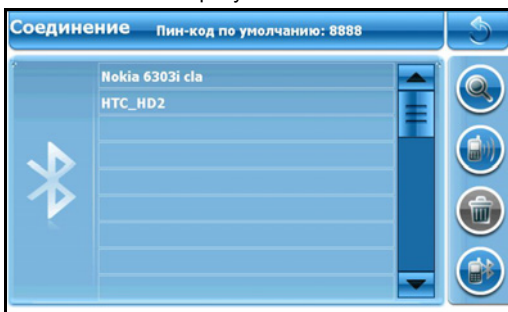 Соединение Пин-код по умолчанию: 8888
Nokia 6303i cla
HTC_HD2